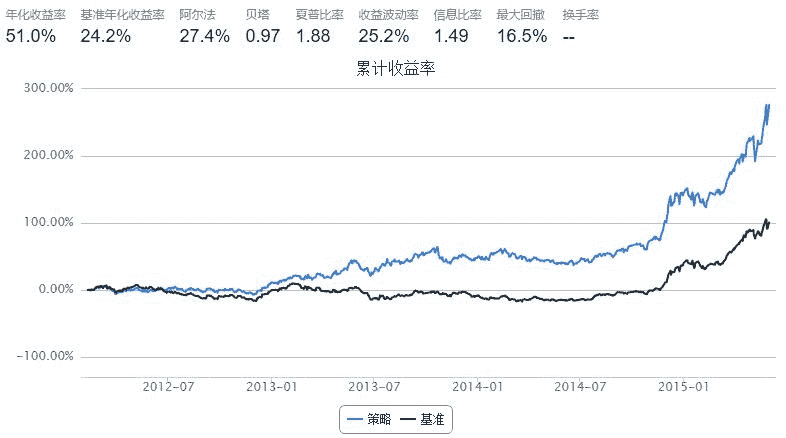 年化收益率 基准年化收益率 阿尔法 贝塔 夏普比率 收益波动率 信息比率 最大回撤 换手率
51.0% 24.2% 27.4% 0.97 1.88 25.2% 1.49 16.5% --
累计收益率
300.00%
200.00%
100.00%
0.00%
-100.00%
2012-07 2013-01 2013-07 2014-01 2014-07 2015-01
策略 基准